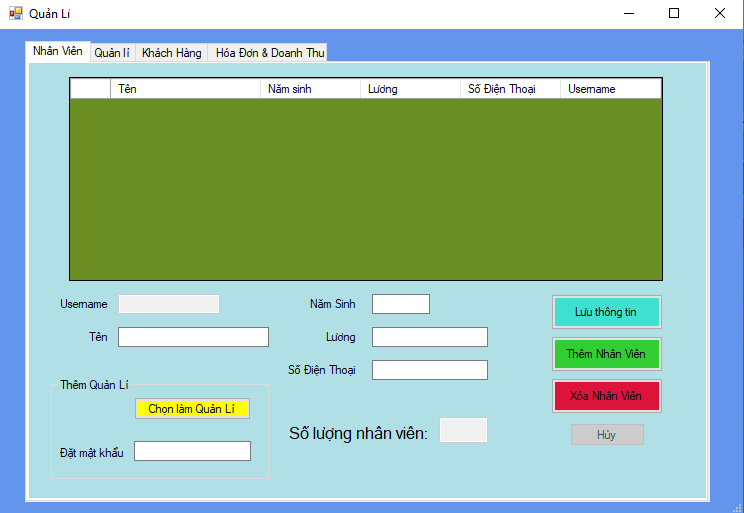 Quản Lí
Nhân Viên Quản lí Khách Hàng Hóa Đơn & Doanh Thu
Tên Năm sinh Lương Số Điện Thoại Username
Username Năm Sinh Lưu thông tin
Tên Lương Thêm Nhân Viên
Số Điện Thoại
Thêm Quản Lí Xóa Nhân Viên
Chọn làm Quản Lí
Số lượng nhân viên: Hủy
Đặt mật khẩu